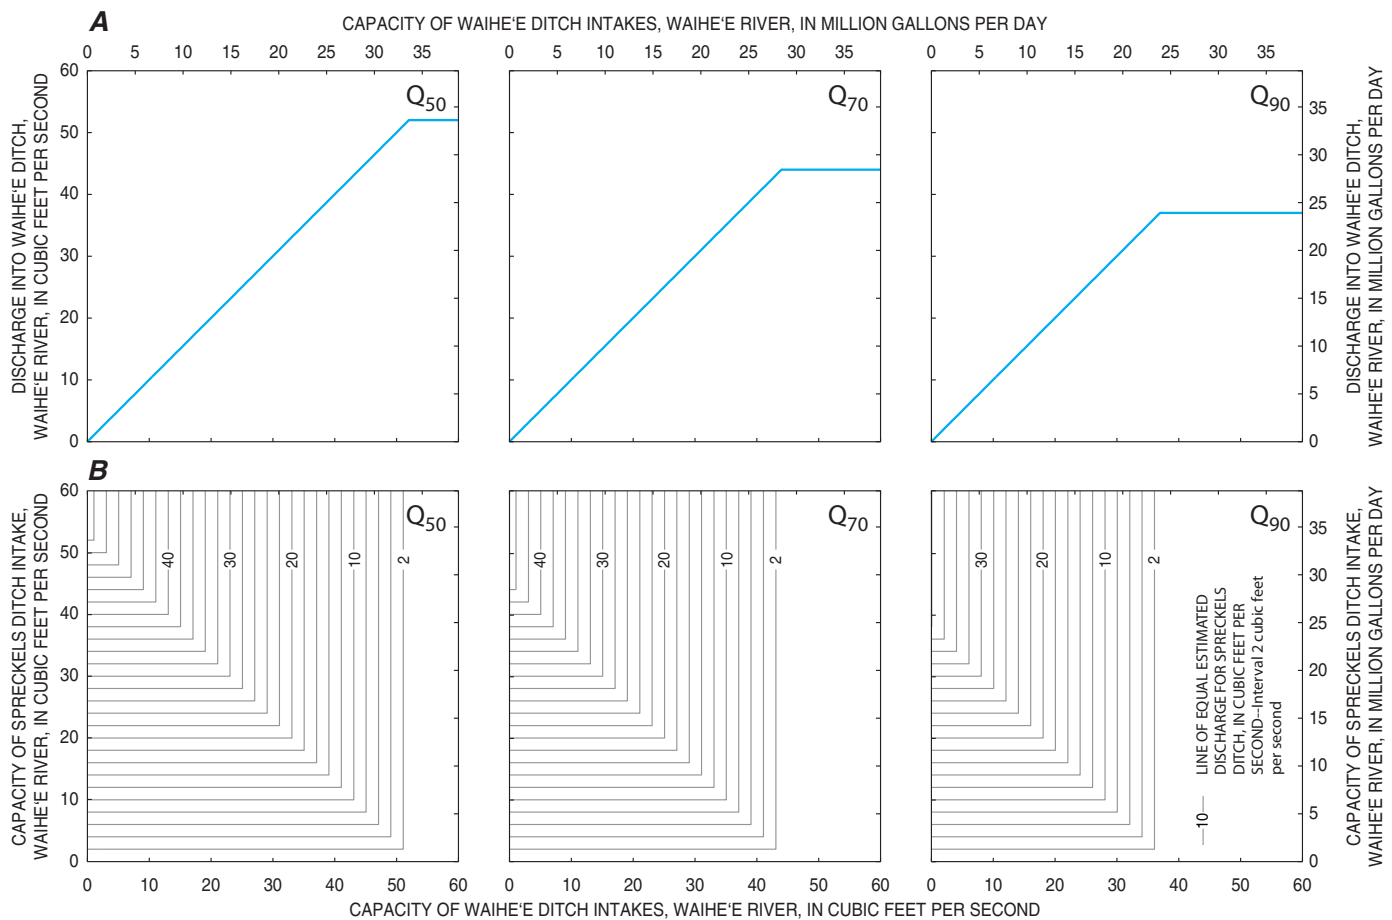 A
CAPACITY OF WAIHE‘E DITCH INTAKES, WAIHE‘E RIVER, IN MILLION GALLONS PER DAY
0 5 10 15 20 25 30 35 0 5 10 15 20 25 30 35 0 5 10 15 20 25 30 35
DISCHARGE INTO WAIHE‘E DITCH,
WAIHE‘E RIVER, IN CUBIC FEET PER SECOND
60
50
40
30
20
10
0
Q50
Q70
Q90
35
30
25
20
15
10
5
0
DISCHARGE INTO WAIHE‘E DITCH,
WAIHE‘E RIVER, IN MILLION GALLONS PER DAY
B
CAPACITY OF SPRECKELS DITCH INTAKE,
WAIHE‘E RIVER, IN CUBIC FEET PER SECOND
60
50
40
30
20
10
0
Q50
40 30 20 10 2
Q70
40 30 20 10 2
Q90
30 20 10 2
10
LINE OF EQUAL ESTIMATED
DISCHARGE FOR SPRECKELS
DITCH, IN CUBIC FEET PER
SECOND--Interval 2 cubic feet
per second
35
30
25
20
15
10
5
0
CAPACITY OF SPRECKELS DITCH INTAKE,
WAIHE‘E RIVER, IN MILLION GALLONS PER DAY
0 10 20 30 40 50 60 0 10 20 30 40 50 60 0 10 20 30 40 50 60
CAPACITY OF WAIHE‘E DITCH INTAKES, WAIHE‘E RIVER, IN CUBIC FEET PER SECOND